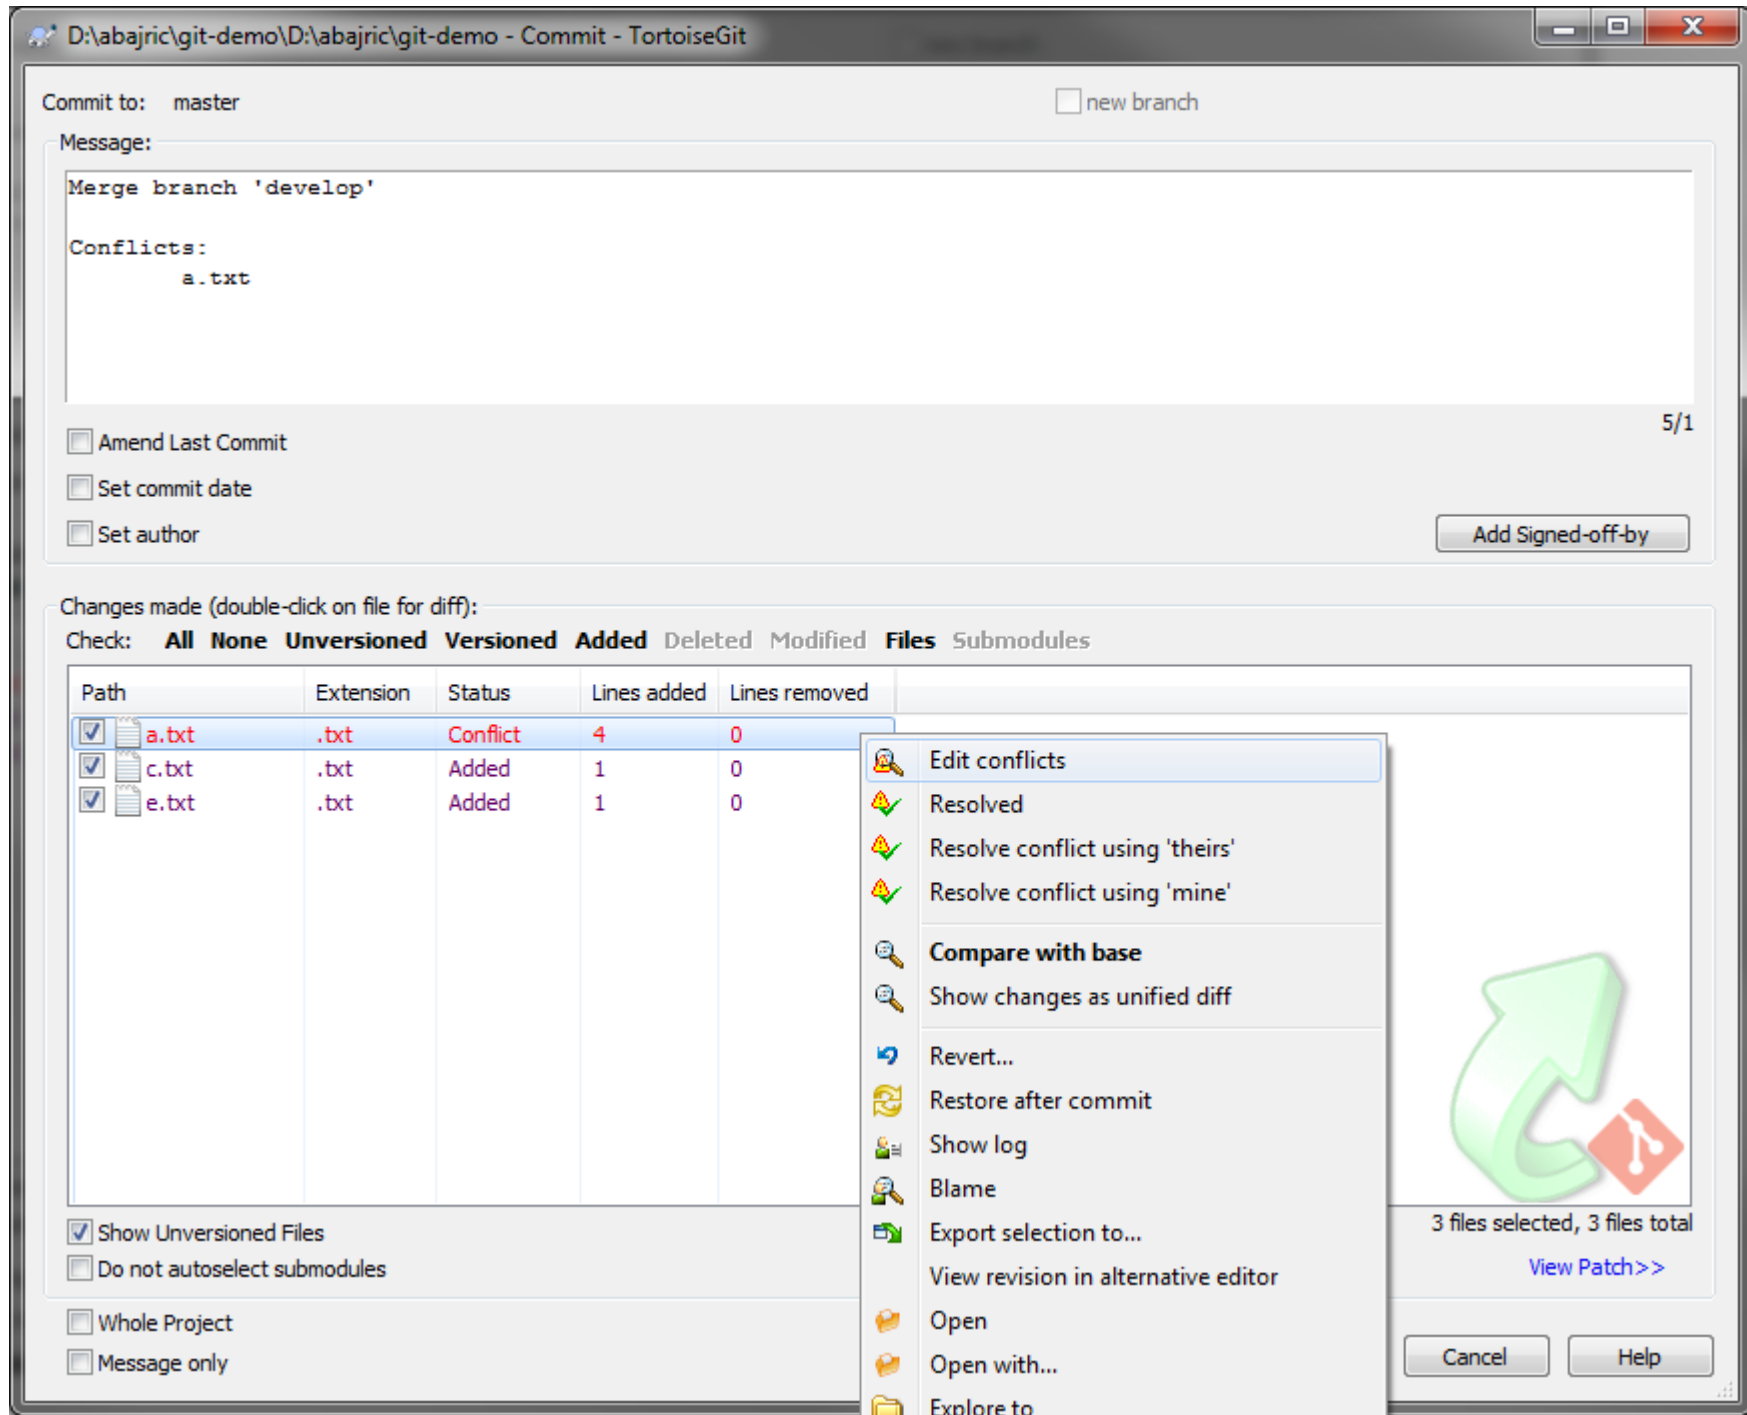 D:\abajric\git-demo\D:\abajric\git-demo - Commit - TortoiseGit
Commit to: master
new branch
Message:
Merge branch 'develop'
Conflicts:
a.txt
5/1
Amend Last Commit
Set commit date
Set author
Add Signed-off-by
Changes made (double-click on file for diff):
Check: All None Unversioned Versioned Added Deleted Modified Files Submodules
Path Extension Status Lines added Lines removed
a.txt .txt Conflict 4 0
c.txt .txt Added 1 0
e.txt .txt Added 1 0
Edit conflicts
Resolved
Resolve conflict using 'theirs'
Resolve conflict using 'mine'
Compare with base
Show changes as unified diff
Revert...
Restore after commit
Show log
Blame
Export selection to...
View revision in alternative editor
Open
Open with...
Explore to
Show Unversioned Files
Do not autoselect submodules
3 files selected, 3 files total
View Patch>>
Whole Project
Message only
Cancel
Help